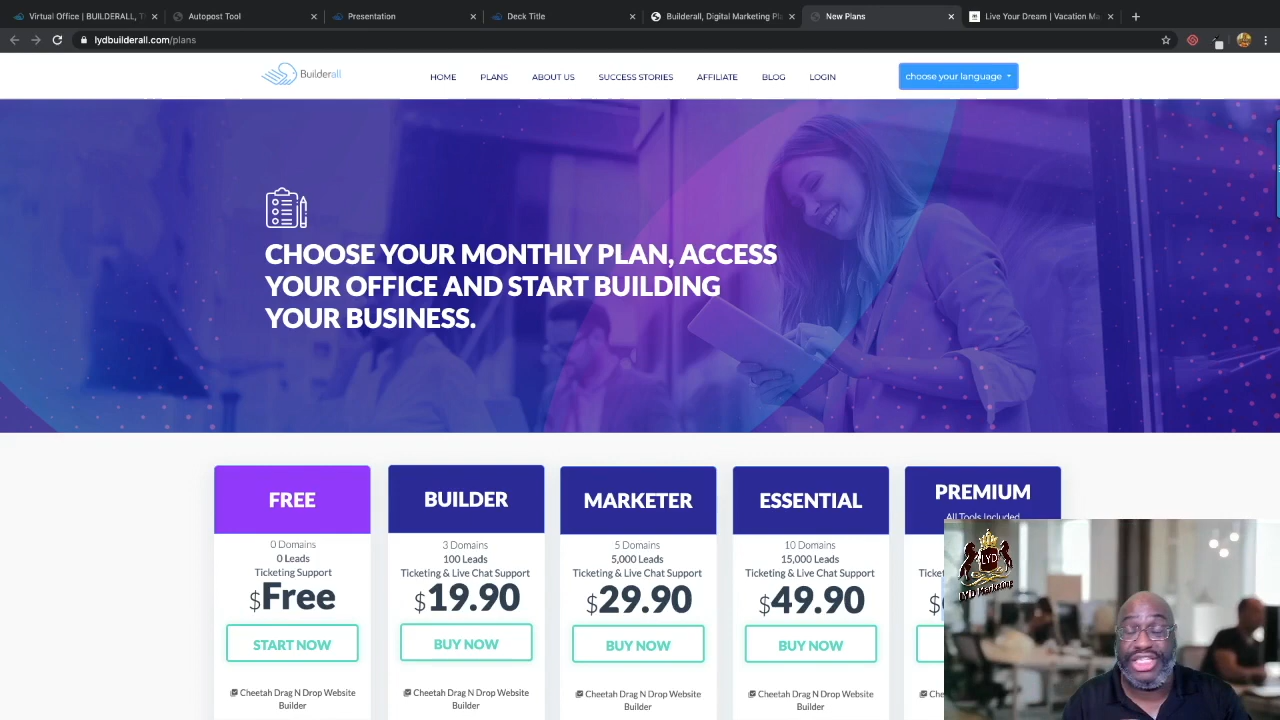 Virtual Office | BUILDERALL, T
Autopost Tool
Presentation
Deck Title
Builderall, Digital Marketing Pl
New Plans
Live Your Dream | Vacation Ma
lydbuilderall.com/plans
Builderall
HOME
PLANS
ABOUT US
SUCCESS STORIES
AFFILIATE
BLOG
LOGIN
choose your language
CHOOSE YOUR MONTHLY PLAN, ACCESS
YOUR OFFICE AND START BUILDING
YOUR BUSINESS.
FREE
0 Domains
0 Leads
Ticketing Support
$Free
START NOW
Cheetah Drag N Drop Website
Builder
BUILDER
3 Domains
100 Leads
Ticketing & Live Chat Support
$19.90
BUY NOW
Cheetah Drag N Drop Website
Builder
MARKETER
5 Domains
5,000 Leads
Ticketing & Live Chat Support
$29.90
BUY NOW
Cheetah Drag N Drop Website
Builder
ESSENTIAL
10 Domains
15,000 Leads
Ticketing & Live Chat Support
$49.90
BUY NOW
Cheetah Drag N Drop Website
Builder
PREMIUM
All Tools Included
$
LYD
LYD Marketing